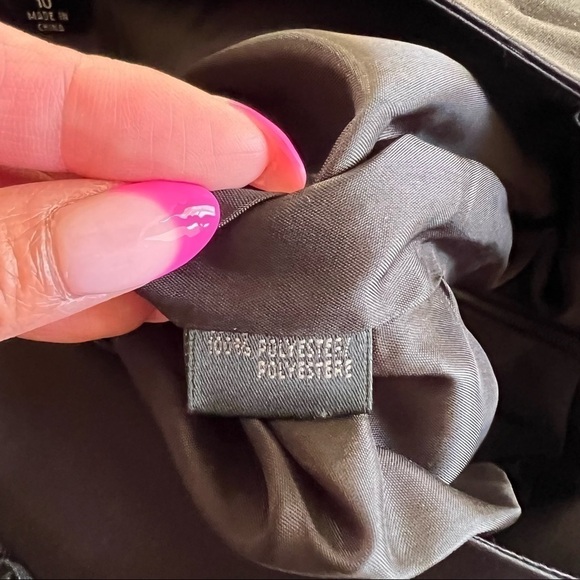 10
MADE IN
CHINA
100% POLYESTER/
POLYESTERE